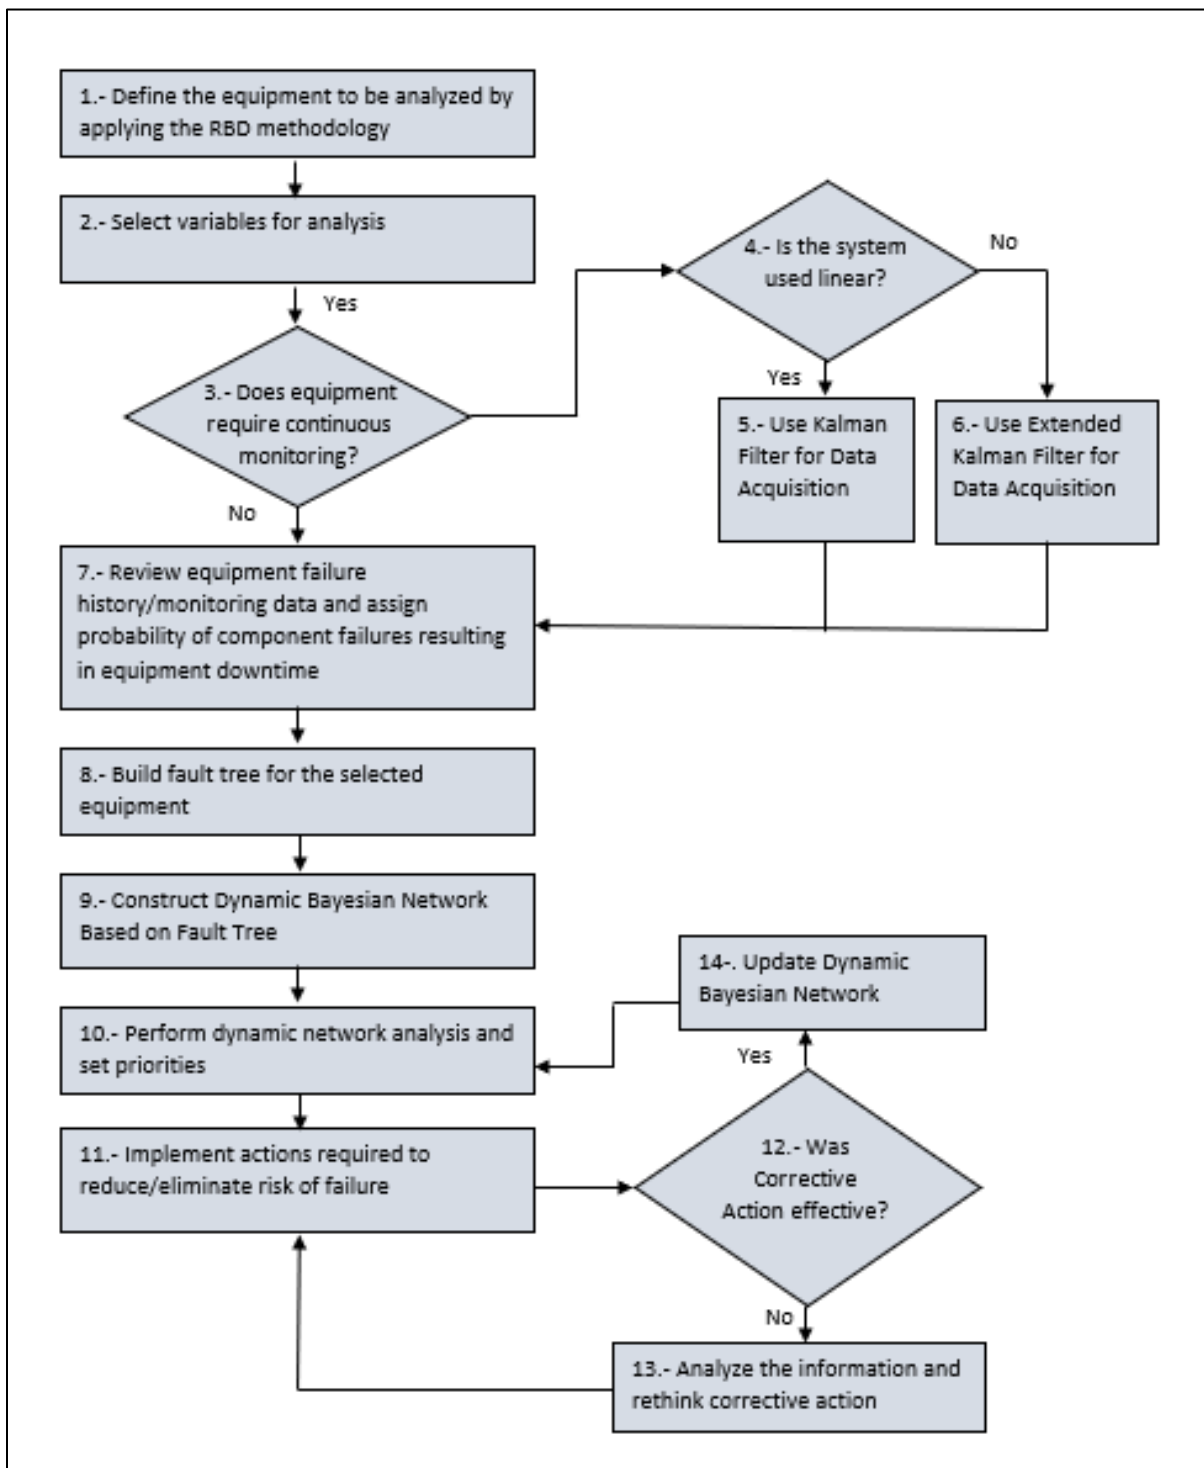 1.- Define the equipment to be analyzed by
applying the RBD methodology
2.- Select variables for analysis
Yes
3.- Does equipment
require continuous
monitoring?
No
4.- Is the system
used linear?
No
Yes
5.- Use Kalman
Filter for Data
Acquisition
6.- Use Extended
Kalman Filter for
Data Acquisition
7.- Review equipment failure
history/monitoring data and assign
probability of component failures resulting
in equipment downtime
8.- Build fault tree for the selected
equipment
9.- Construct Dynamic Bayesian Network
Based on Fault Tree
10.- Perform dynamic network analysis and
set priorities
11.- Implement actions required to
reduce/eliminate risk of failure
12.- Was
Corrective
Action effective?
Yes
14-. Update Dynamic
Bayesian Network
No
13.- Analyze the information and
rethink corrective action